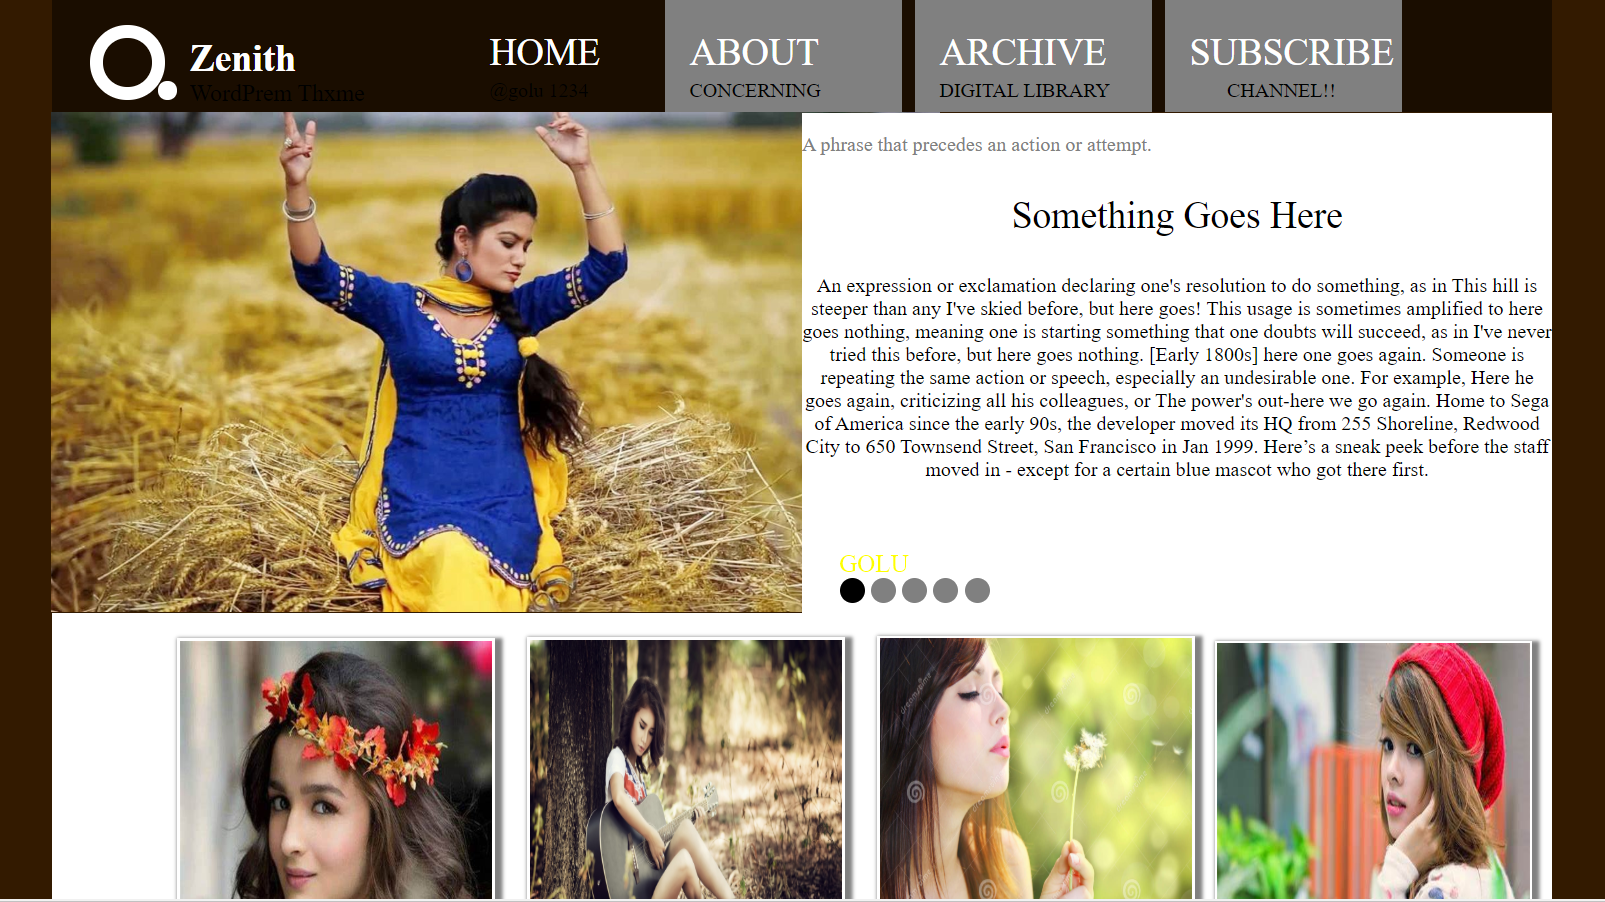 Zenith
WordPrem Thxme
HOME
@golu 1234
ABOUT
CONCERNING
ARCHIVE
DIGITAL LIBRARY
SUBSCRIBE
CHANNEL!!
A phrase that precedes an action or attempt.
Something Goes Here
An expression or exclamation declaring one's resolution to do something, as in This hill is
steeper than any I've skied before, but here goes! This usage is sometimes amplified to here
goes nothing, meaning one is starting something that one doubts will succeed, as in I've never
tried this before, but here goes nothing. [Early 1800s] here one goes again. Someone is
repeating the same action or speech, especially an undesirable one. For example, Here he
goes again, criticizing all his colleagues, or The power's out-here we go again. Home to Sega
of America since the early 90s, the developer moved its HQ from 255 Shoreline, Redwood
City to 650 Townsend Street, San Francisco in Jan 1999. Here’s a sneak peek before the staff
moved in - except for a certain blue mascot who got there first.
GOLU